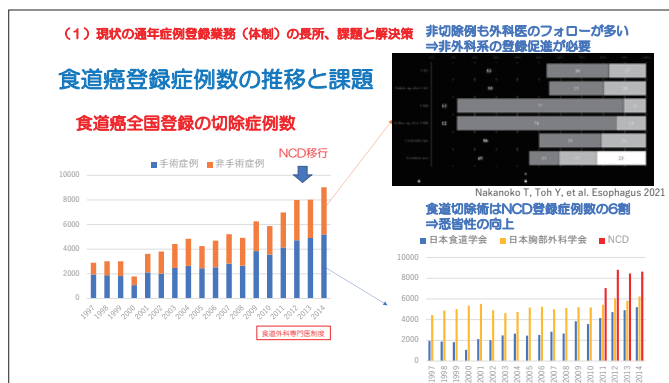 （１）現状の通年症例登録業務（体制）の長所、課題と解決策
食道癌登録症例数の推移と課題
食道癌全国登録の切除症例数
NCD移行
手術症例 非手術症例
10000
8000
6000
4000
2000
0
1997 1998 1999 2000 2001 2002 2003 2004 2005 2006 2007 2008 2009 2010 2011 2012 2013 2014
食道外科専門医制度
非切除例も外科医のフォローが多い
⇒非外科系の登録促進が必要
Nakanoko T, Toh Y, et al. Esophagus 2021
食道切除術はNCD登録症例数の6割
⇒悉皆性の向上
日本食道学会 日本胸部外科学会 NCD
10000
8000
6000
4000
2000
0
1997 1998 1999 2000 2001 2002 2003 2004 2005 2006 2007 2008 2009 2010 2011 2012 2013 2014